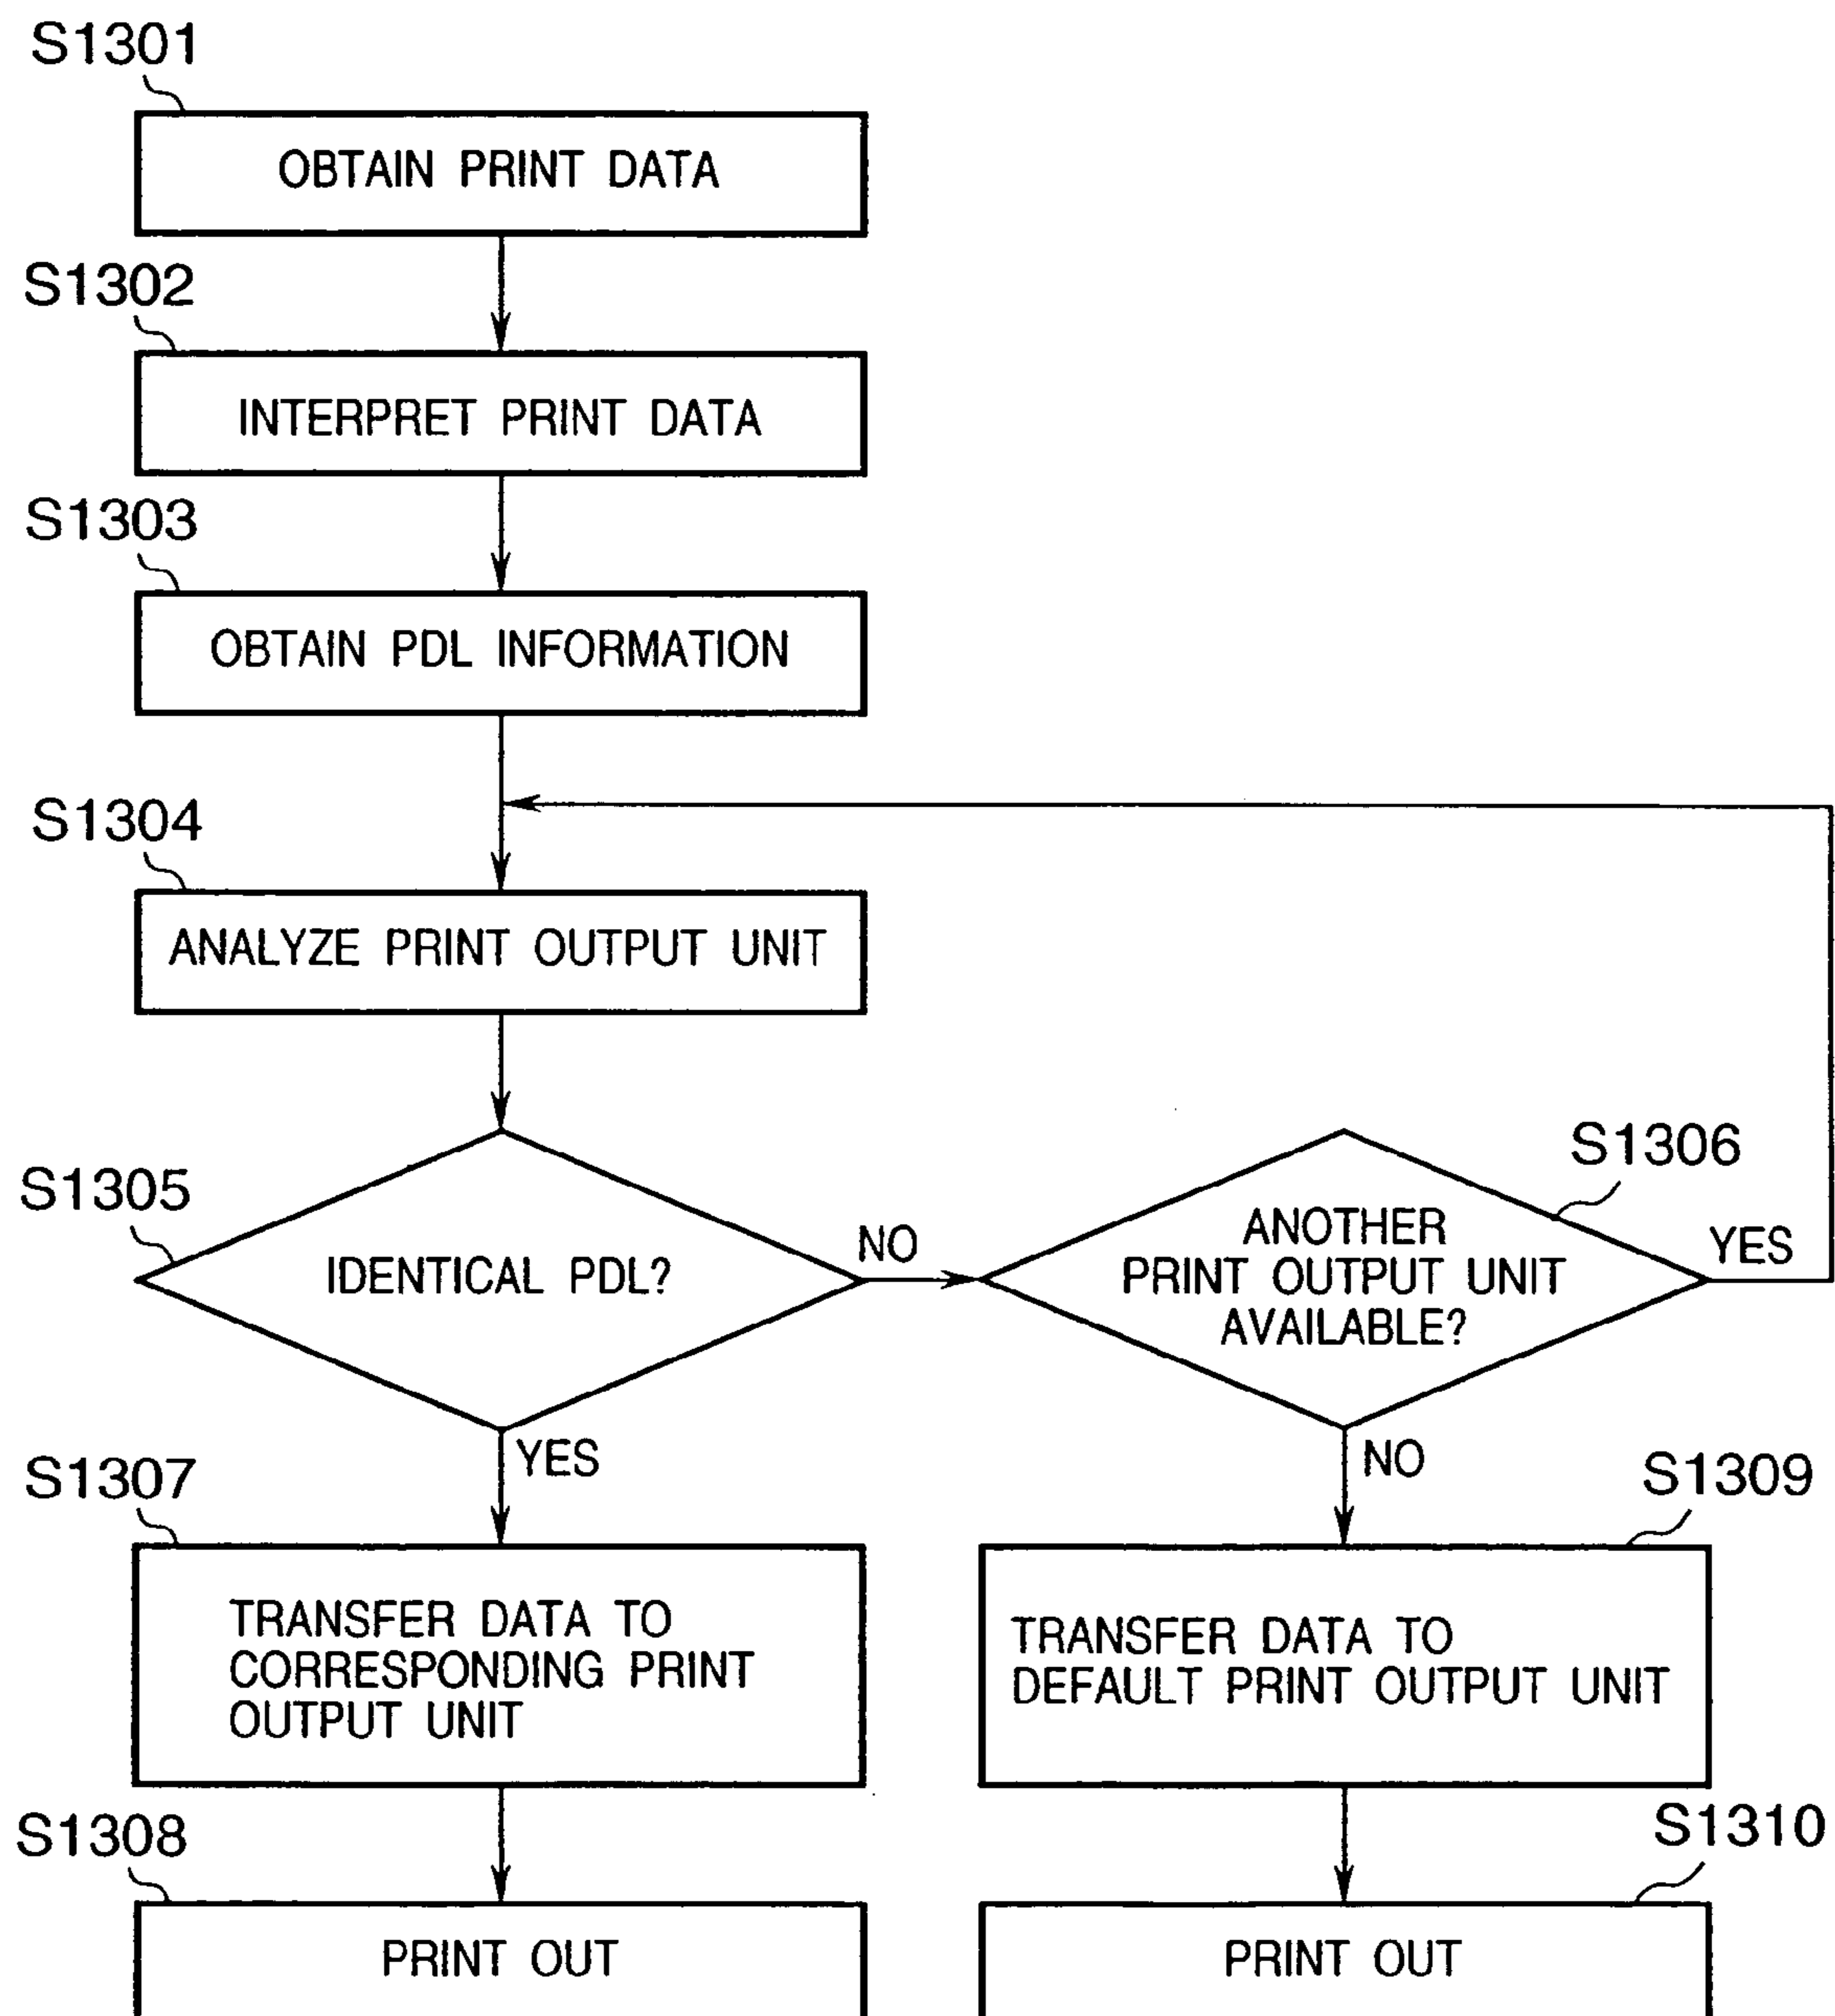 S1301
OBTAIN PRINT DATA
S1302
INTERPRET PRINT DATA
S1303
OBTAIN PDL INFORMATION
S1304
ANALYZE PRINT OUTPUT UNIT
S1305
IDENTICAL PDL?
NO
S1306
ANOTHER
PRINT OUTPUT UNIT
AVAILABLE?
YES
YES
NO
S1307
TRANSFER DATA TO
CORRESPONDING PRINT
OUTPUT UNIT
S1309
TRANSFER DATA TO
DEFAULT PRINT OUTPUT UNIT
S1308
PRINT OUT
S1310
PRINT OUT